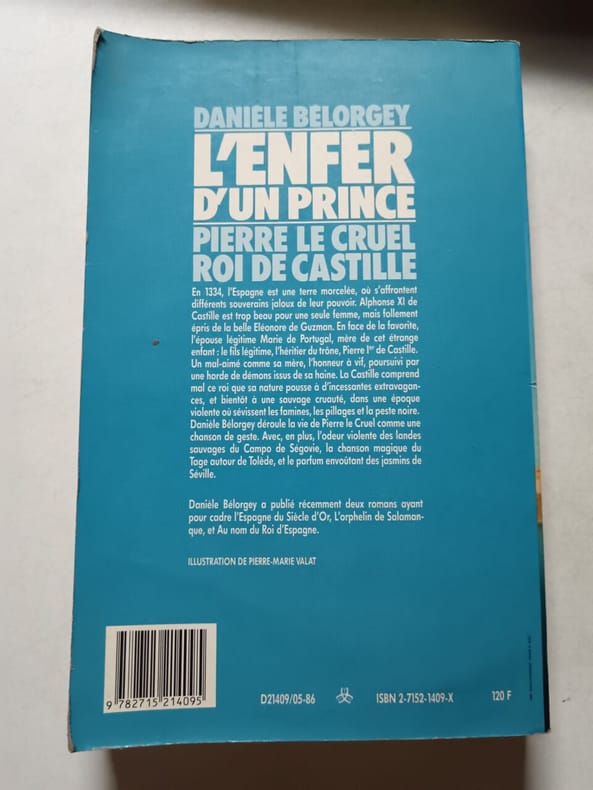 DANIÈLE BÉLORGEY
L'ENFER
D'UN PRINCE
PIERRE LE CRUEL
ROI DE CASTILLE
En 1334, l'Espagne est une terre morcelée, où s'affrontent
différents souverains jaloux de leur pouvoir. Alphonse XI de
Castille est trop beau pour une seule femme, mais follement
épris de la belle Eléonore de Guzman. En face de la favorite,
l'épouse légitime Marie de Portugal, mère de cet étrange
enfant : le fils légitime, l'héritier du trône, Pierre Ier de Castille.
Un mal-aimé comme sa mère, l'honneur à vif, poursuivi par
une horde de démons issus de sa haine. La Castille comprend
mal ce roi que sa nature pousse à d'incessantes extravagan-
ces, et bientôt à une sauvage cruauté, dans une époque
violente où sévissent les famines, les pillages et la peste noire.
Danièle Bélorgey déroule la vie de Pierre le Cruel comme une
chanson de geste. Avec, en plus, l'odeur violente des landes
sauvages du Campo de Ségovie, la chanson magique du
Tage autour de Tolède, et le parfum envoûtant des jasmins de
Séville.
Danièle Bélorgey a publié récemment deux romans ayant
pour cadre l'Espagne du Siècle d'Or, L'orphelin de Salaman-
que, et Au nom du Roi d'Espagne.
ILLUSTRATION DE PIERRE-MARIE VALAT
9 782715 214095
D21409/05-86
ISBN 2-7152-1409-X
120 F